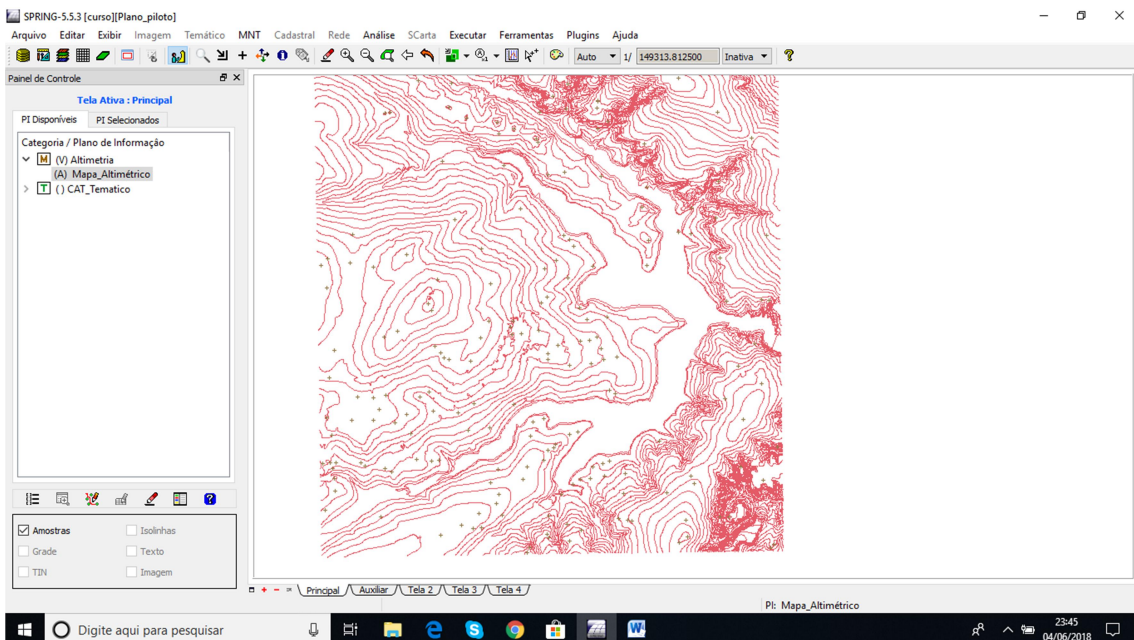 SPRING-5.5.3 [curso][Plano_piloto]
Arquivo Editar Exibir Imagem Temático MNT Cadastral Rede Análise SCarta Executar Ferramentas Plugins Ajuda
Auto 1/ 149313.812500 Inativa
Painel de Controle
Tela Ativa : Principal
PI Disponíveis PI Selecionados
Categoria / Plano de Informação
M (V) Altimetria
(A) Mapa_Altimétrico
T ( ) CAT_Tematico
Amostras Isolinhas
Grade Texto
TIN Imagem
Principal Auxiliar Tela 2 Tela 3 Tela 4
PI: Mapa_Altimétrico
Digite aqui para pesquisar
23:45
04/06/2018